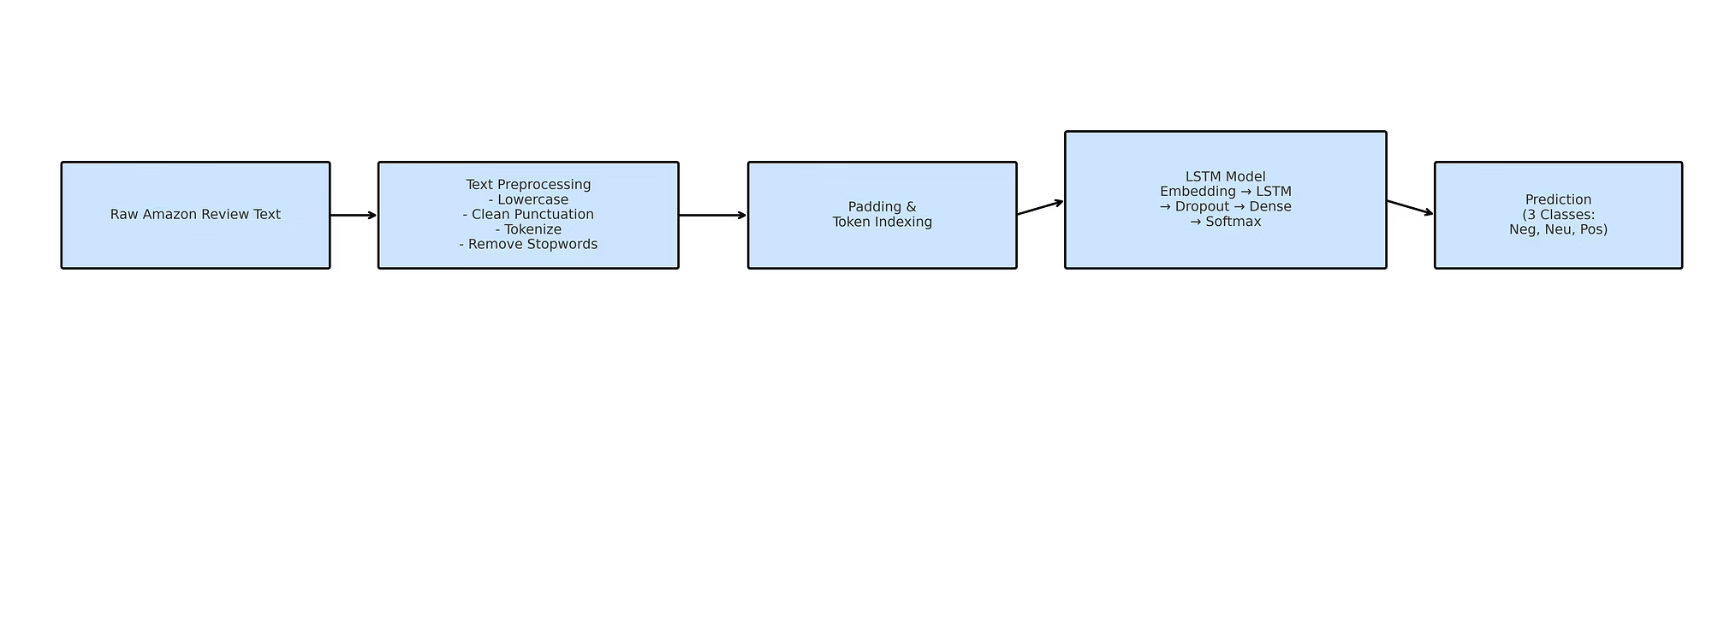 Raw Amazon Review Text
Text Preprocessing
- Lowercase
- Clean Punctuation
- Tokenize
- Remove Stopwords
Padding &
Token Indexing
LSTM Model
Embedding → LSTM
→ Dropout → Dense
→ Softmax
Prediction
(3 Classes:
Neg, Neu, Pos)